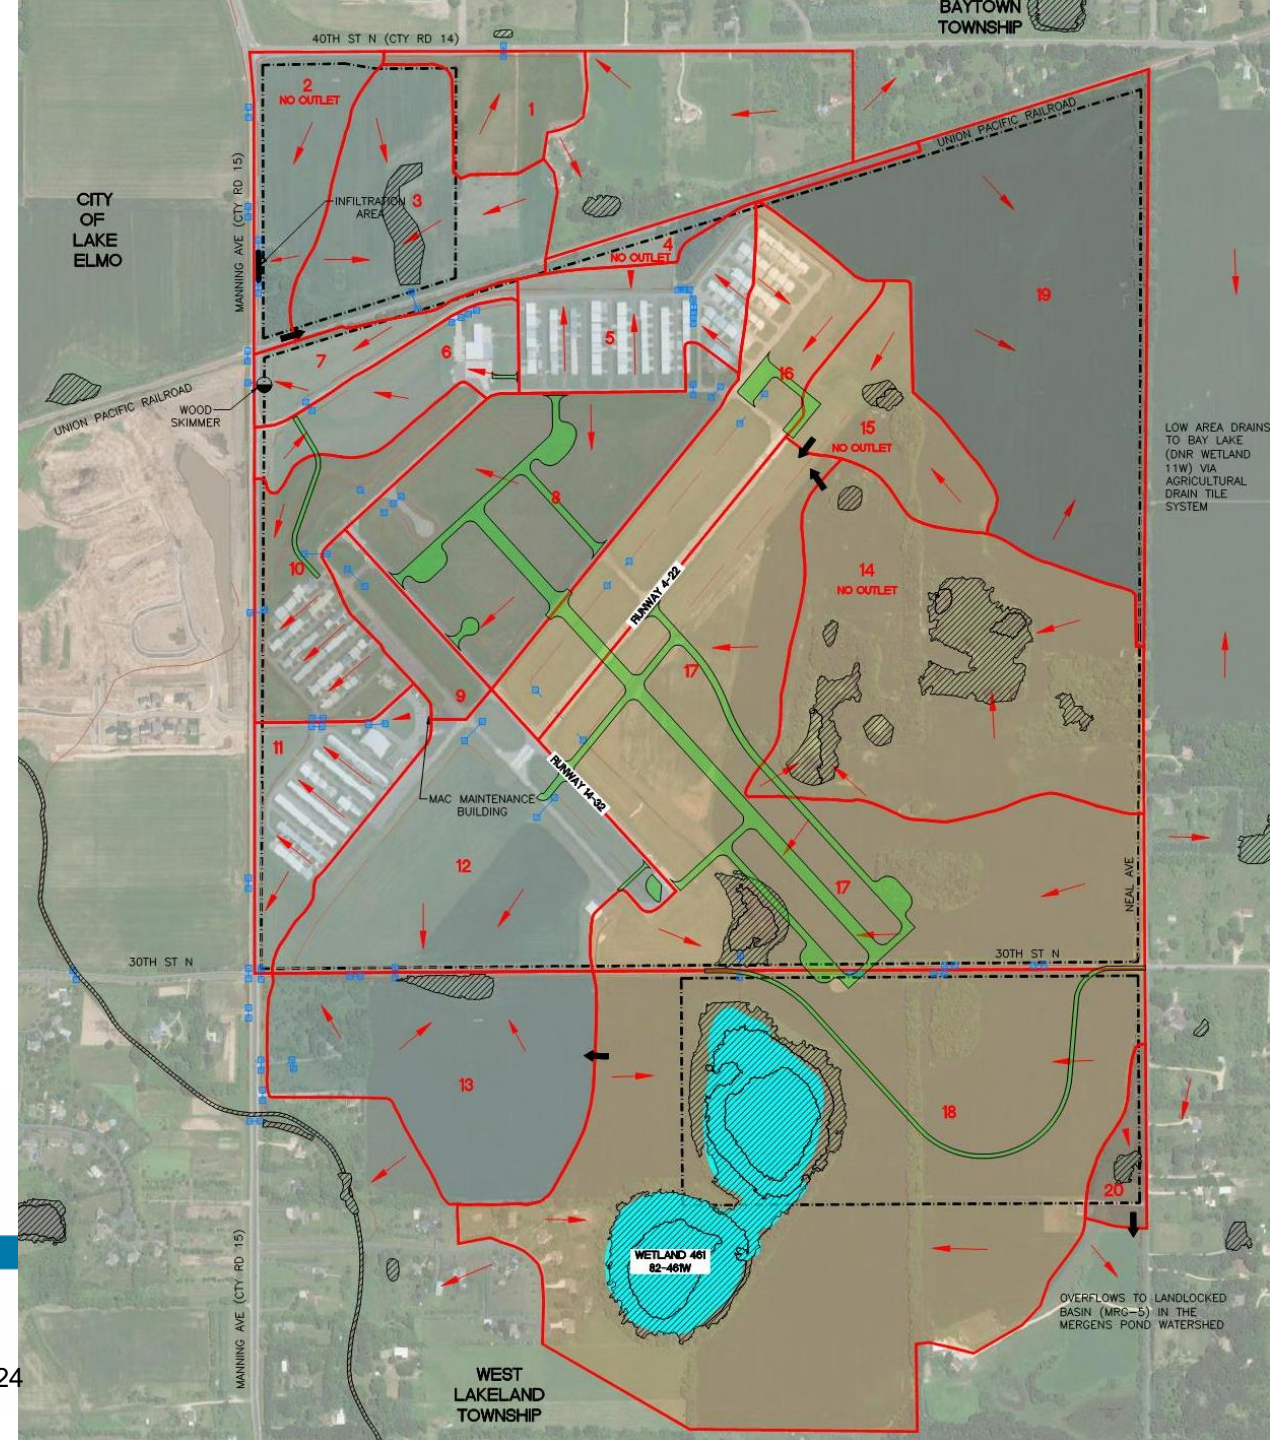 BAYTOWN
TOWNSHIP
40TH ST N (CTY RD 14)
2
NO OUTLET
1
UNION PACIFIC RAILROAD
MANNING AVE (CTY RD 15)
CITY
OF
LAKE
ELMO
INFILTRATION
AREA
3
4
NO OUTLET
19
5
6
7
WOOD
SKIMMER
UNION PACIFIC RAILROAD
16
15
NO OUTLET
LOW AREA DRAINS
TO BAY LAKE
(DNR WETLAND
11W) VIA
AGRICULTURAL
DRAIN TILE
SYSTEM
8
10
14
NO OUTLET
RUNWAY 4-22
17
9
11
RUNWAY 14-32
MAC MAINTENANCE
BUILDING
12
17
NEAL AVE
30TH ST N
30TH ST N
13
18
20
WETLAND 461
82-461W
MANNING AVE (CTY RD 15)
OVERFLOWS TO LANDLOCKED
BASIN (MRG-5) IN THE
MERGENS POND WATERSHED
24
WEST
LAKELAND
TOWNSHIP